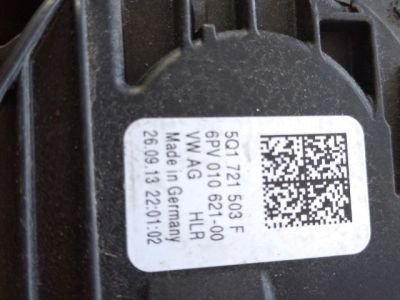 5Q1 721 503 F
6PV 010 621-00
VW AG HLR
Made in Germany
26.09.13 22:01:02